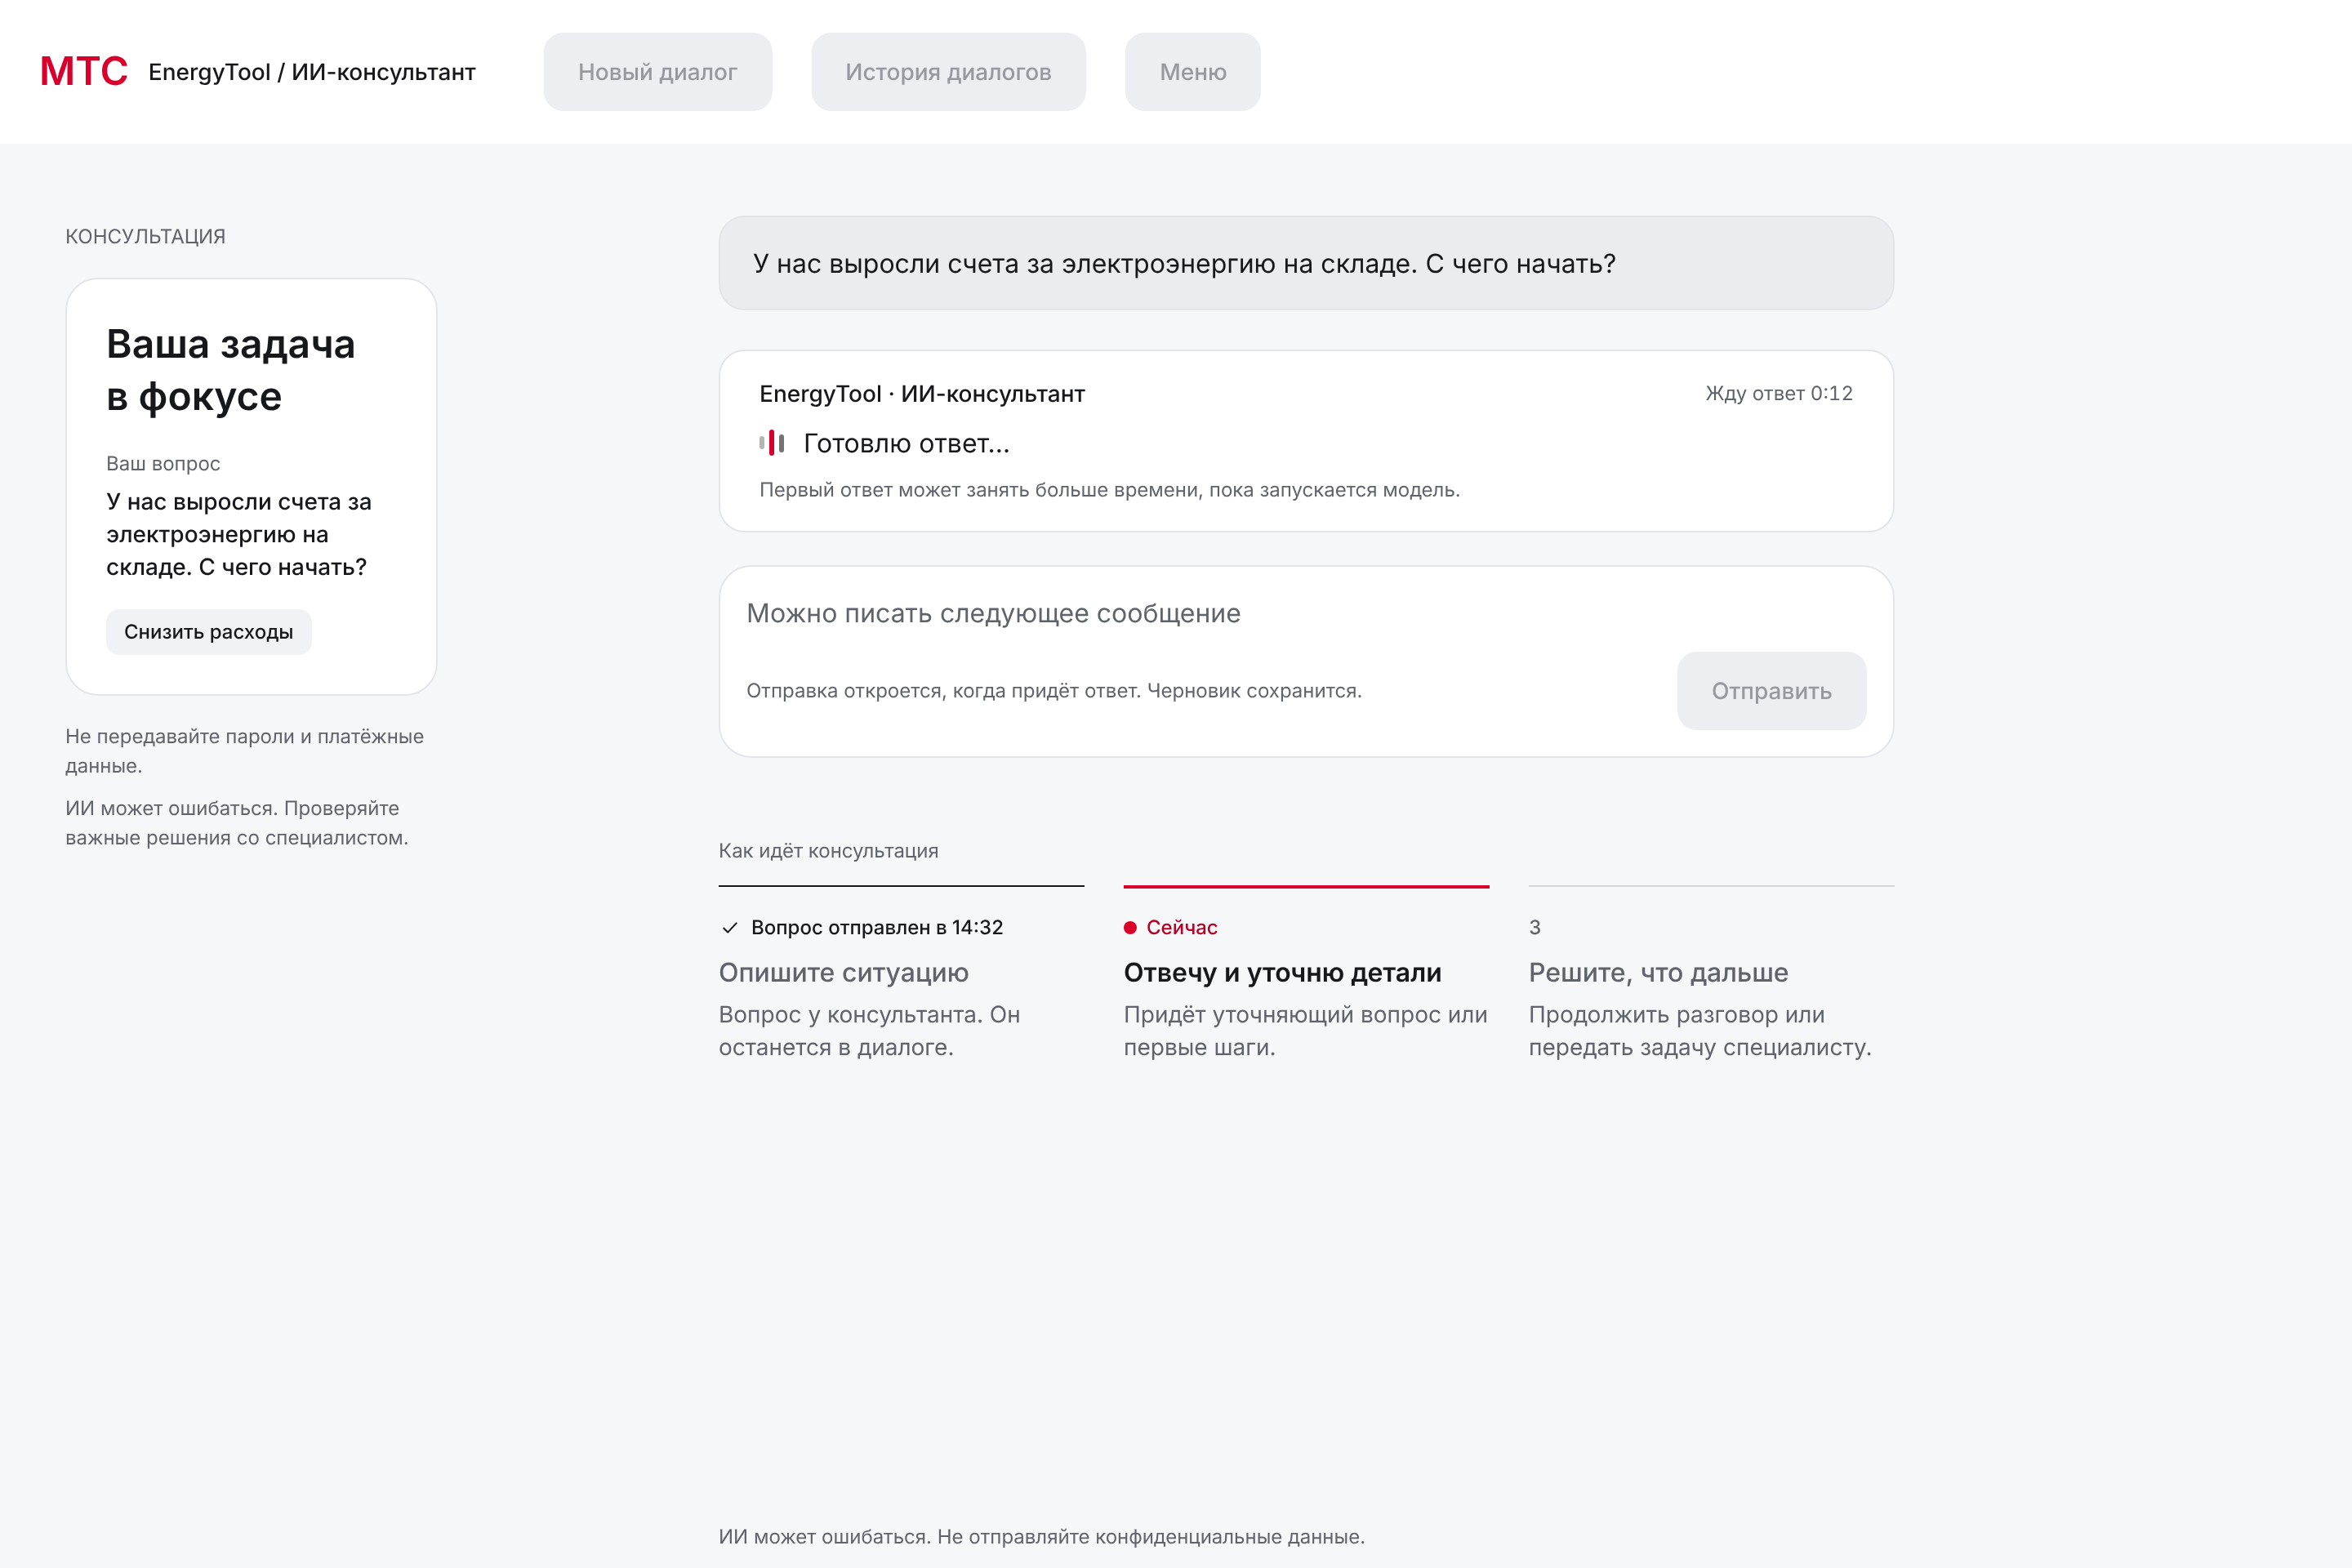 МТС
EnergyTool / ИИ-консультант
Новый диалог
История диалогов
Меню
КОНСУЛЬТАЦИЯ
Ваша задача
в фокусе
Ваш вопрос
У нас выросли счета за
электроэнергию на
складе. С чего начать?
Снизить расходы
Не передавайте пароли и платёжные
данные.
ИИ может ошибаться. Проверяйте
важные решения со специалистом.
У нас выросли счета за электроэнергию на складе. С чего начать?
EnergyTool · ИИ-консультант
Жду ответ 0:12
Готовлю ответ...
Первый ответ может занять больше времени, пока запускается модель.
Можно писать следующее сообщение
Отправка откроется, когда придёт ответ. Черновик сохранится.
Отправить
Как идёт консультация
Вопрос отправлен в 14:32
Опишите ситуацию
Вопрос у консультанта. Он
останется в диалоге.
Сейчас
Отвечу и уточню детали
Придёт уточняющий вопрос или
первые шаги.
3
Решите, что дальше
Продолжить разговор или
передать задачу специалисту.
ИИ может ошибаться. Не отправляйте конфиденциальные данные.